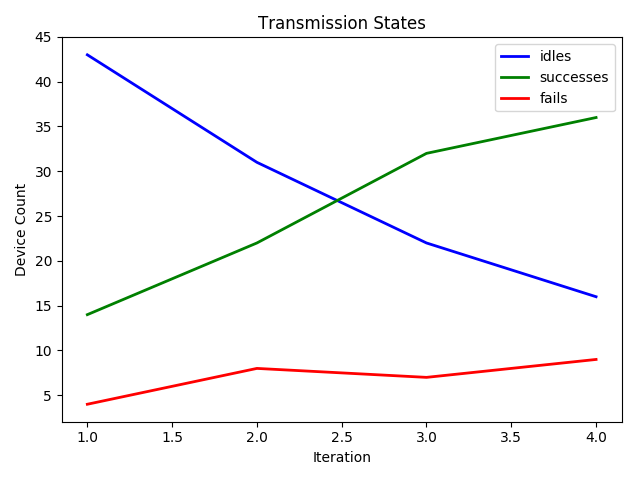 Transmission States
45
40
35
30
25
20
15
10
5
Device Count
idles
successes
fails
1.0 1.5 2.0 2.5 3.0 3.5 4.0
Iteration